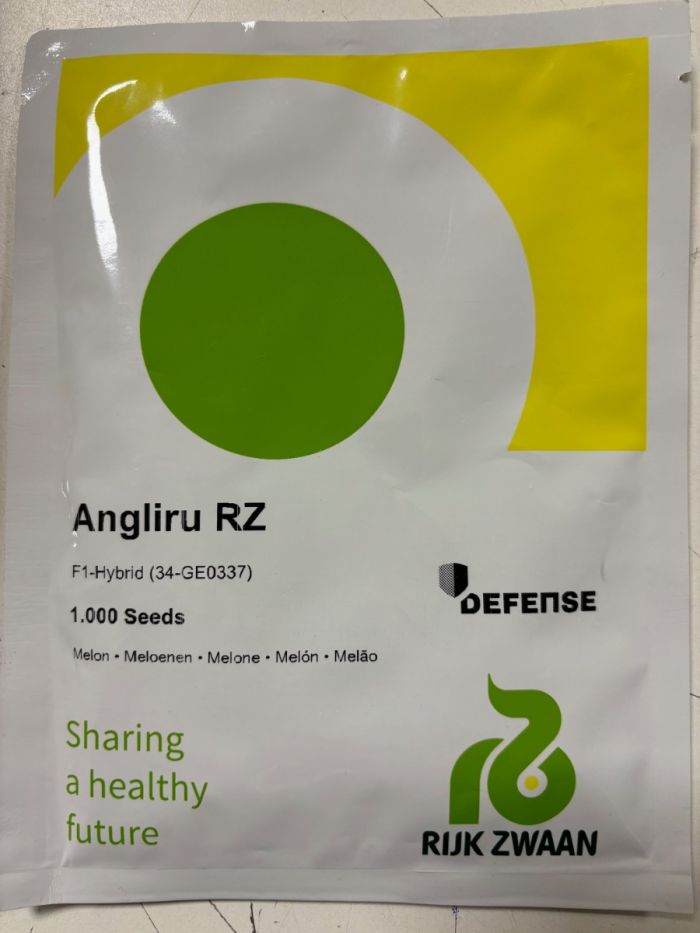 Angliru RZ
F1-Hybrid (34-GE0337)
1.000 Seeds
Melon • Meloenen • Melone • Melón • Melão
DEFENSE
Sharing
a healthy
future
RIJK ZWAAN